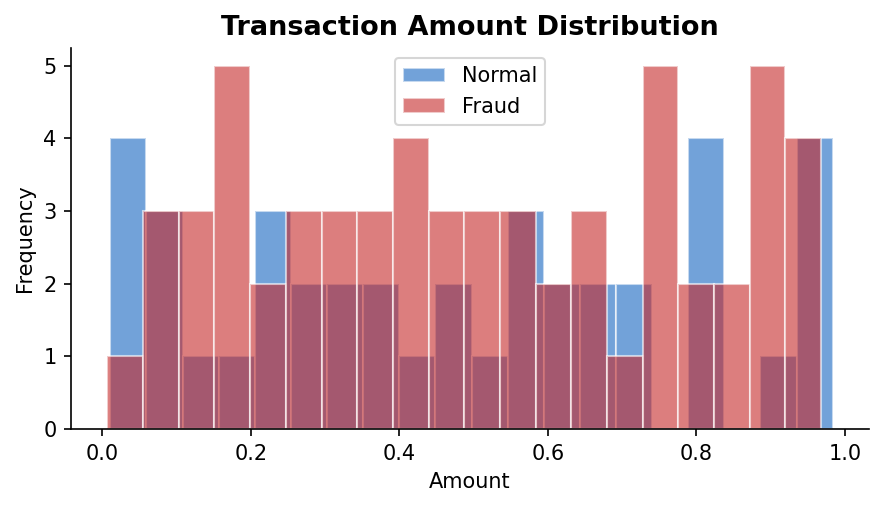 Transaction Amount Distribution
Normal
Fraud
Frequency
5
4
3
2
1
0
0.0 0.2 0.4 0.6 0.8 1.0
Amount